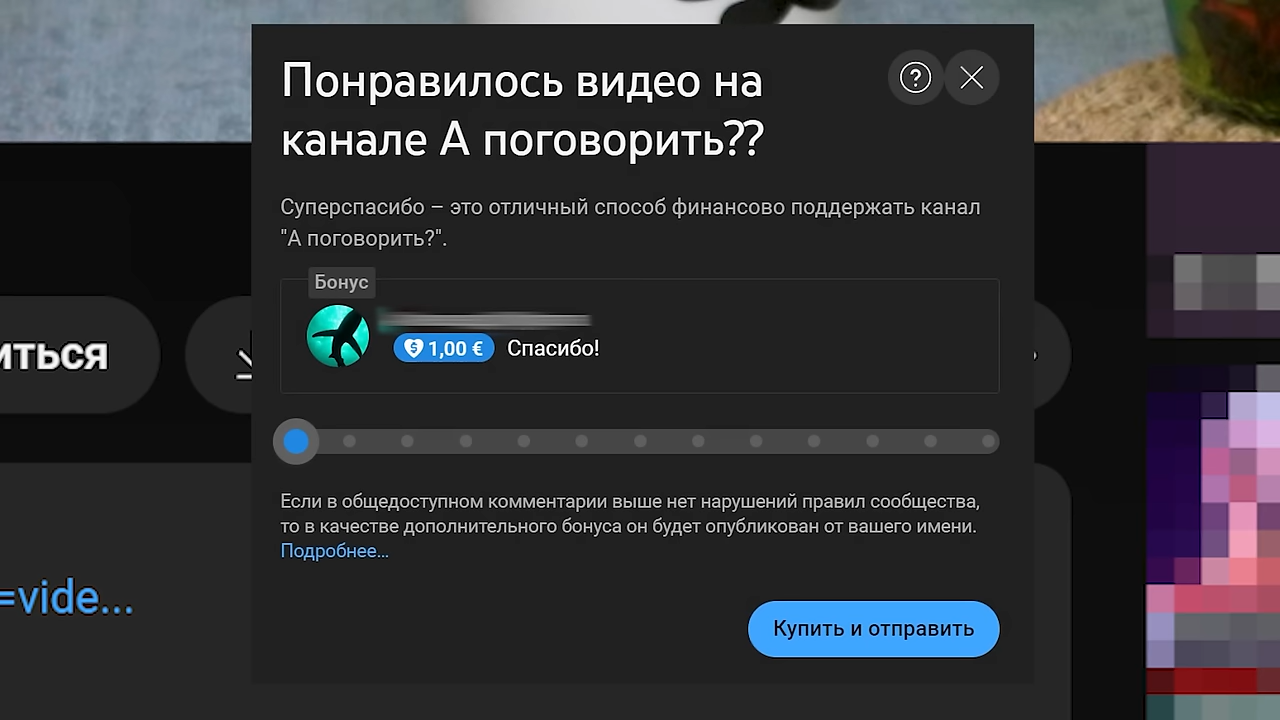 Понравилось видео на
канале А поговорить??
Суперспасибо – это отличный способ финансово поддержать канал
"А поговорить?".
Бонус
1,00 € Спасибо!
иться
Если в общедоступном комментарии выше нет нарушений правил сообщества,
то в качестве дополнительного бонуса он будет опубликован от вашего имени.
Подробнее...
=vide...
Купить и отправить